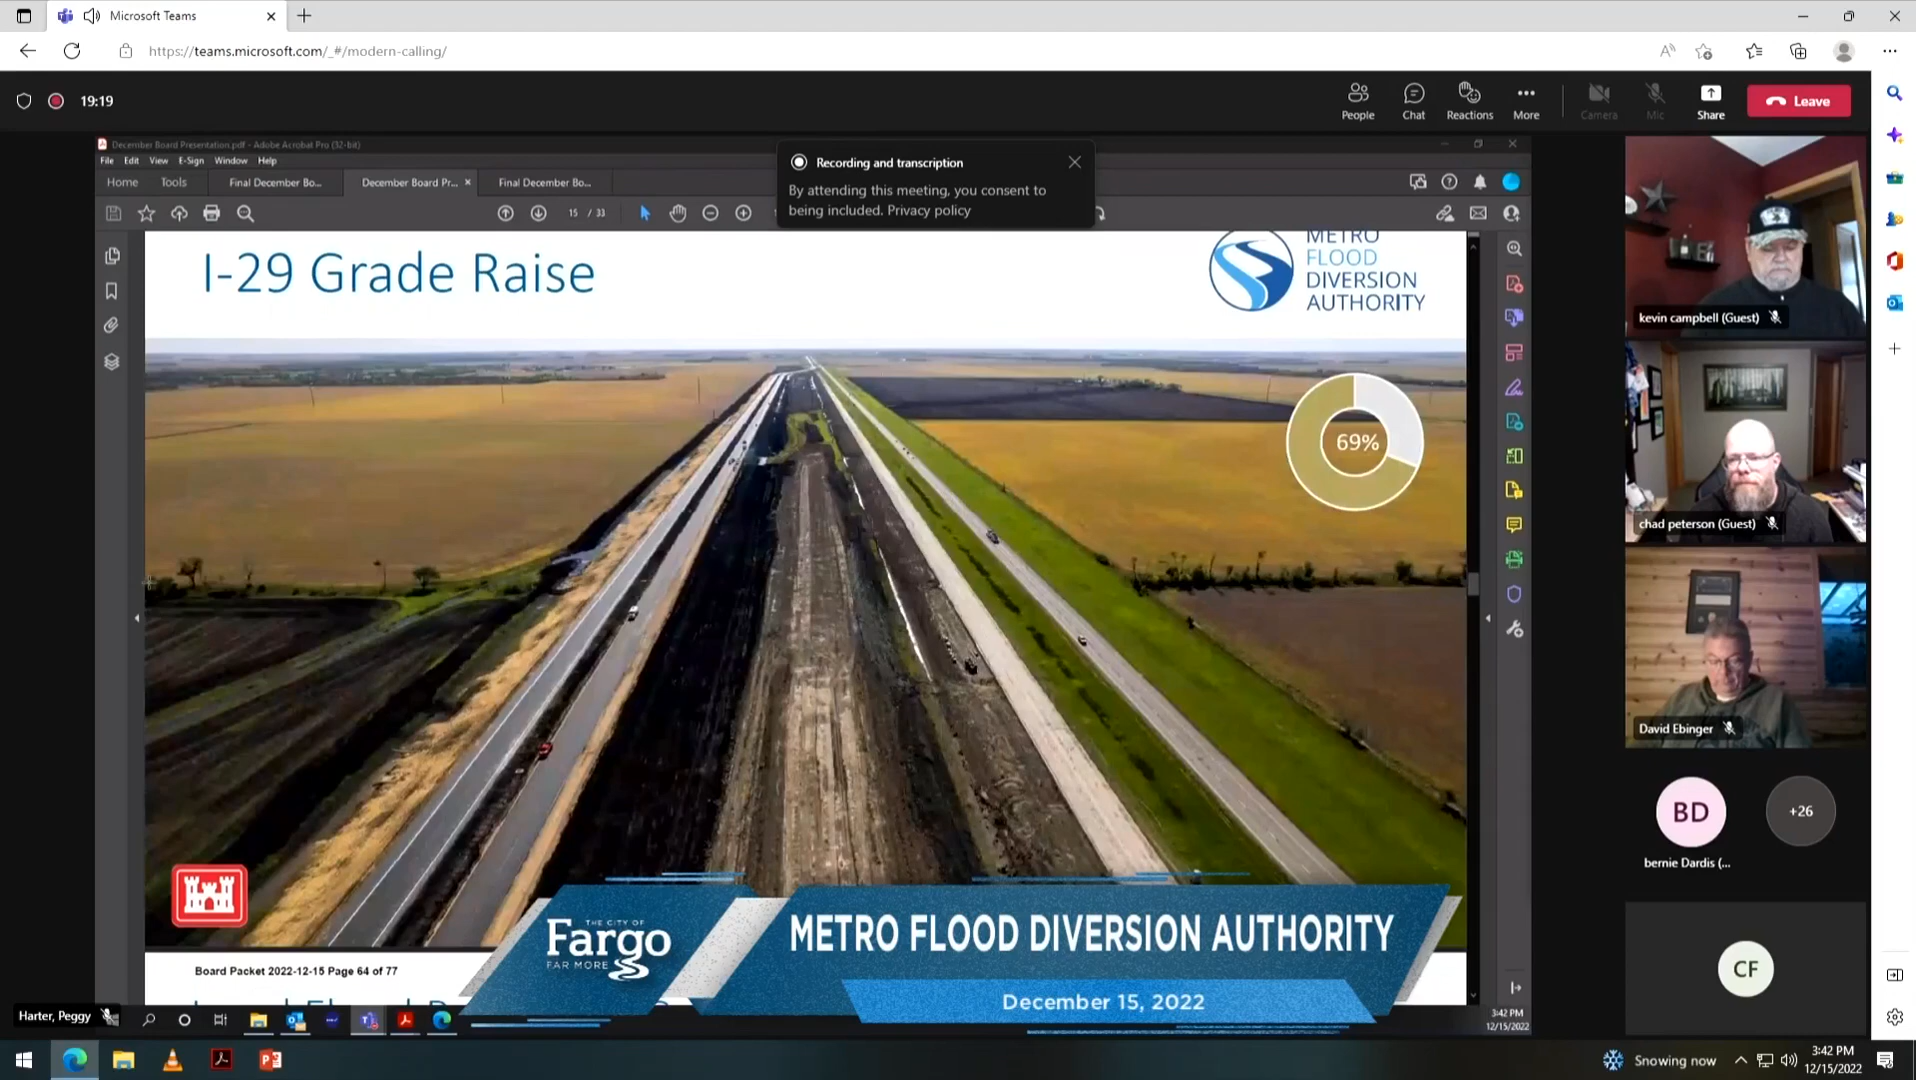 Microsoft Teams
https://teams.microsoft.com/_#/modern-calling/
19:19
People
Chat
Reactions
More
Camera
Mic
Share
Leave
December Board Presentation.pdf - Adobe Acrobat Pro (32-bit)
File Edit View E-Sign Window Help
Home
Tools
Final December Bo...
December Board Pr...
Final December Bo...
15 / 33
Recording and transcription
By attending this meeting, you consent to
being included. Privacy policy
I-29 Grade Raise
METRO
FLOOD
DIVERSION
AUTHORITY
69%
kevin campbell (Guest)
chad peterson (Guest)
David Ebinger
BD
+26
bernie Dardis (...
CF
THE CITY OF
Fargo
FAR MORE
METRO FLOOD DIVERSION AUTHORITY
December 15, 2022
Board Packet 2022-12-15 Page 64 of 77
Harter, Peggy
3:42 PM
12/15/2022
Snowing now
3:42 PM
12/15/2022